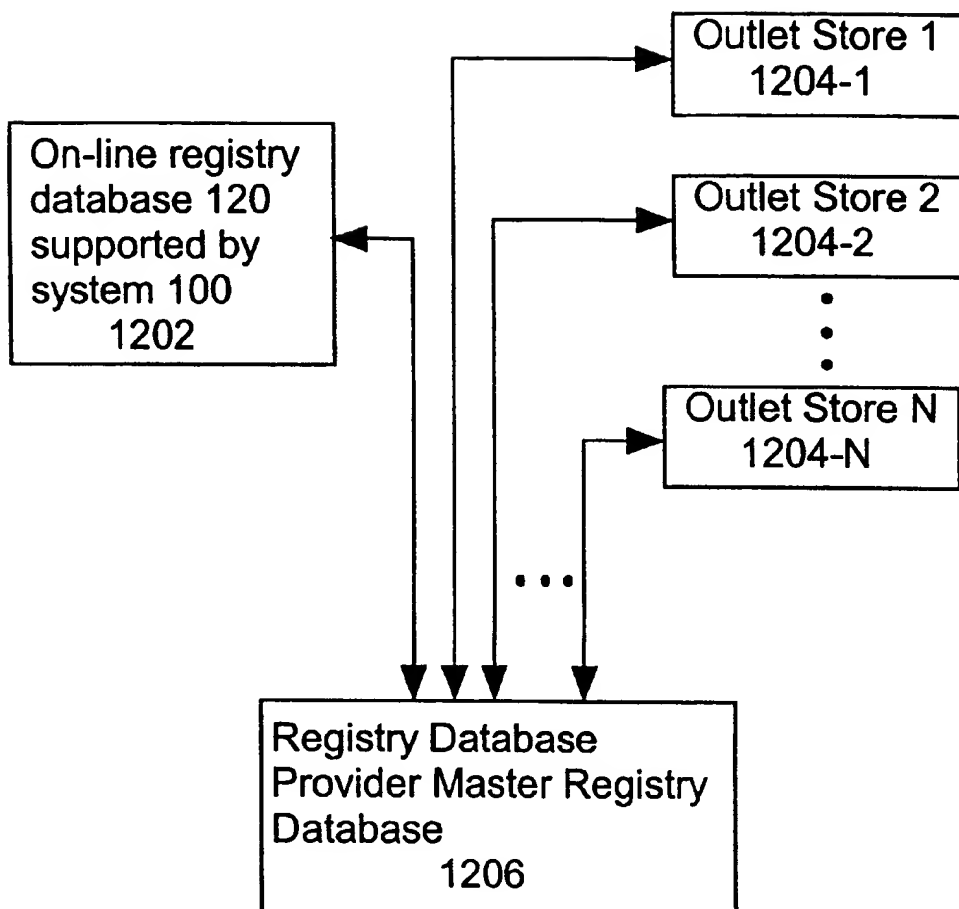 Outlet Store 1
1204-1
On-line registry
database 120
supported by
system 100
1202
Outlet Store 2
1204-2
Outlet Store N
1204-N
Registry Database
Provider Master Registry
Database
1206